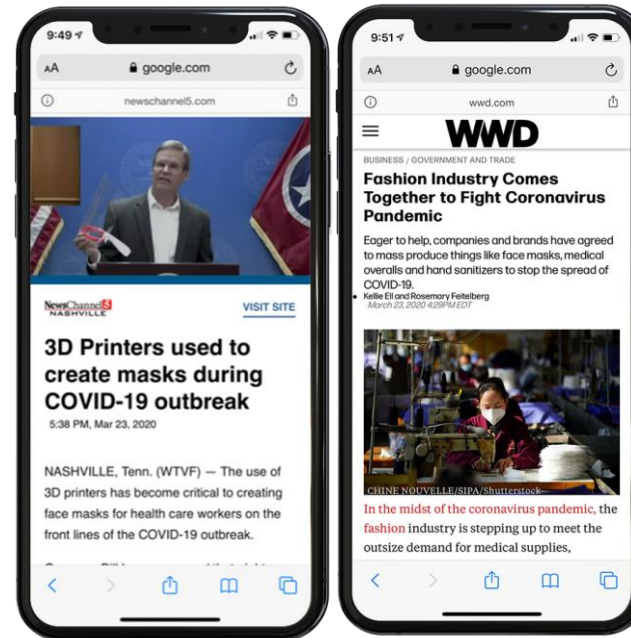 9:49
AA google.com
newschannel5.com
NewsChannel 5
NASHVILLE
VISIT SITE
3D Printers used to
create masks during
COVID-19 outbreak
5:38 PM, Mar 23, 2020
NASHVILLE, Tenn. (WTVF) — The use of
3D printers has become critical to creating
face masks for health care workers on the
front lines of the COVID-19 outbreak.
9:51
AA google.com
wwd.com
WWD
BUSINESS / GOVERNMENT AND TRADE
Fashion Industry Comes
Together to Fight Coronavirus
Pandemic
Eager to help, companies and brands have agreed
to mass produce things like face masks, medical
overalls and hand sanitizers to stop the spread of
COVID-19.
• Kellie Ell and Rosemary Feitelberg
March 23, 2020 4:29PM EDT
CHINE NOUVELLE/SIPA/Shutterstock
In the midst of the coronavirus pandemic, the
fashion industry is stepping up to meet the
outsize demand for medical supplies,